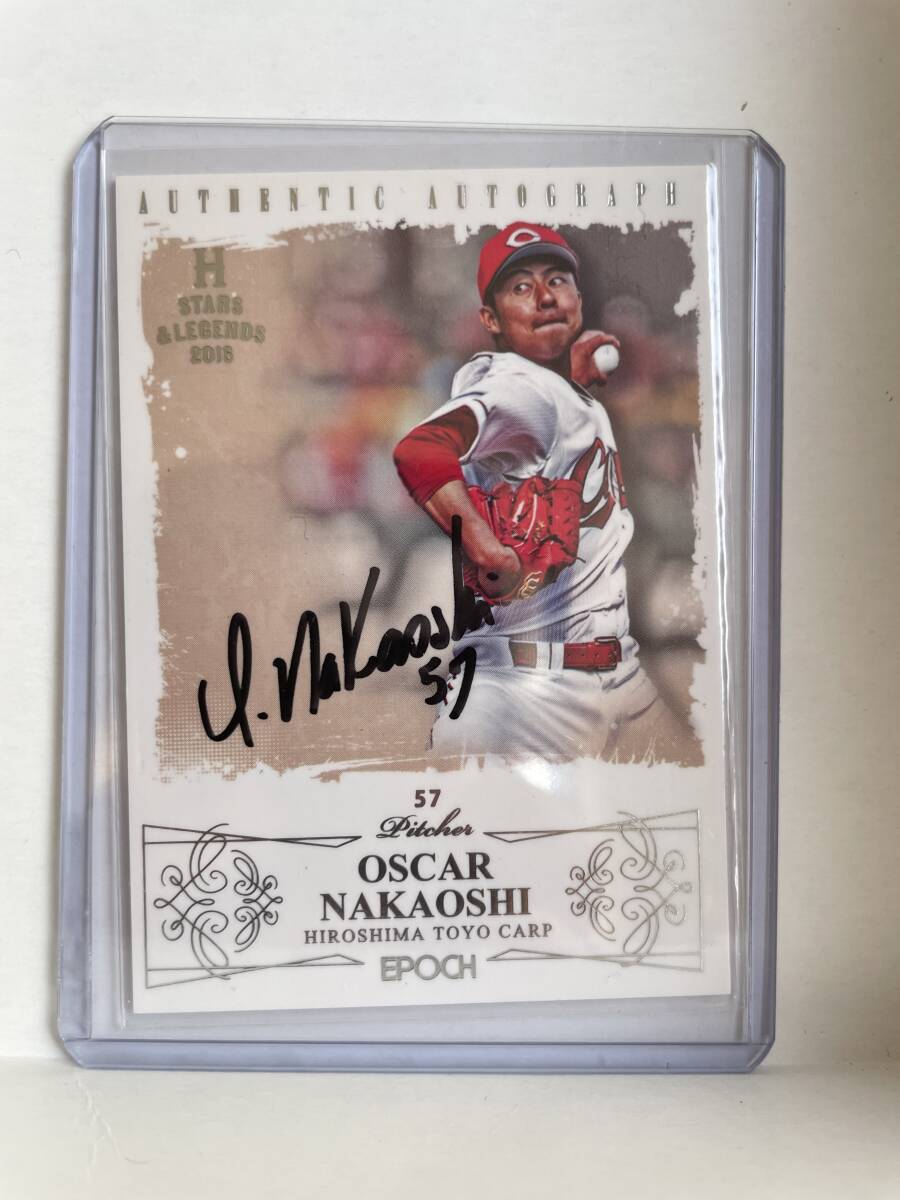 AUTHENTIC AUTOGRAPH
H
STARS
& LEGENDS
2016
Nakaoshi
57
57
Pitcher
OSCAR
NAKAOSHI
HIROSHIMA TOYO CARP
EPOCH